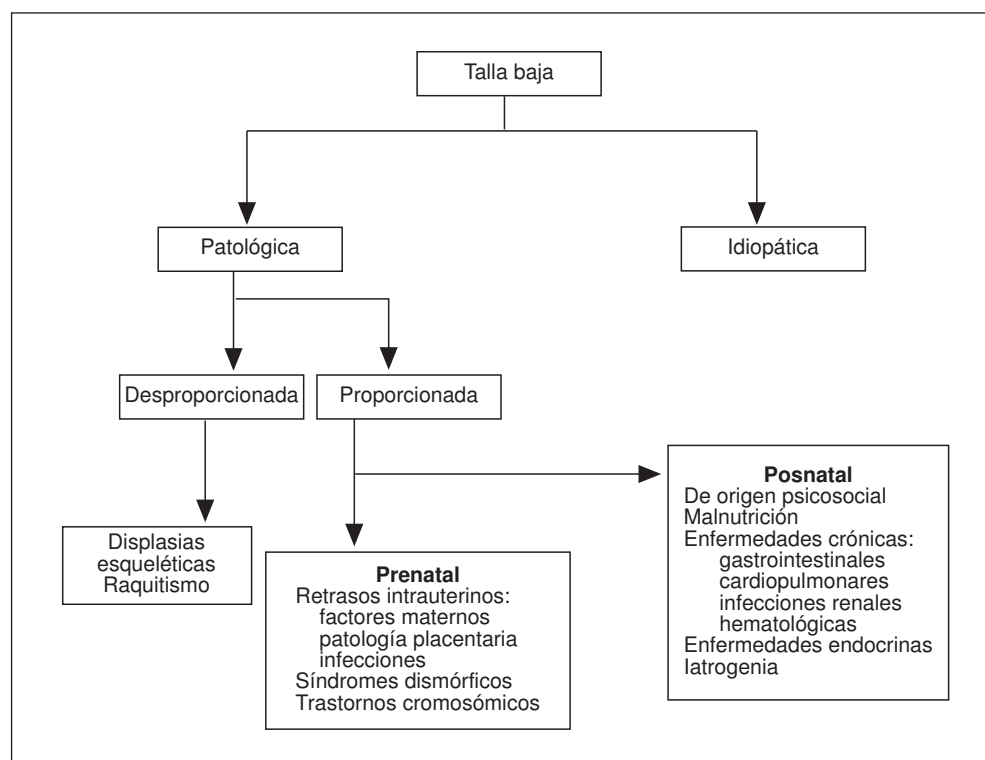 Talla baja
Patológica
Idiopática
Desproporcionada
Proporcionada
Displasias
esqueléticas
Raquitismo
Prenatal
Retrasos intrauterinos:
factores maternos
patología placentaria
infecciones
Síndromes dismórficos
Trastornos cromosómicos
Posnatal
De origen psicosocial
Malnutrición
Enfermedades crónicas:
gastrointestinales
cardiopulmonares
infecciones renales
hematológicas
Enfermedades endocrinas
Iatrogenia